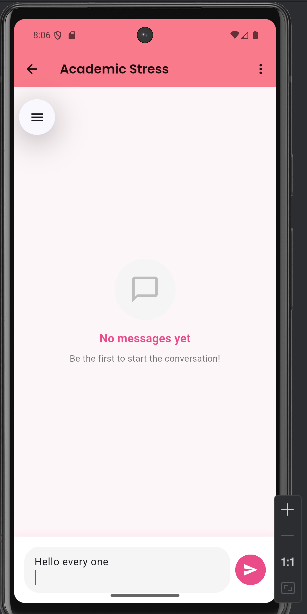 8:06
Academic Stress
No messages yet
Be the first to start the conversation!
Hello every one
1:1